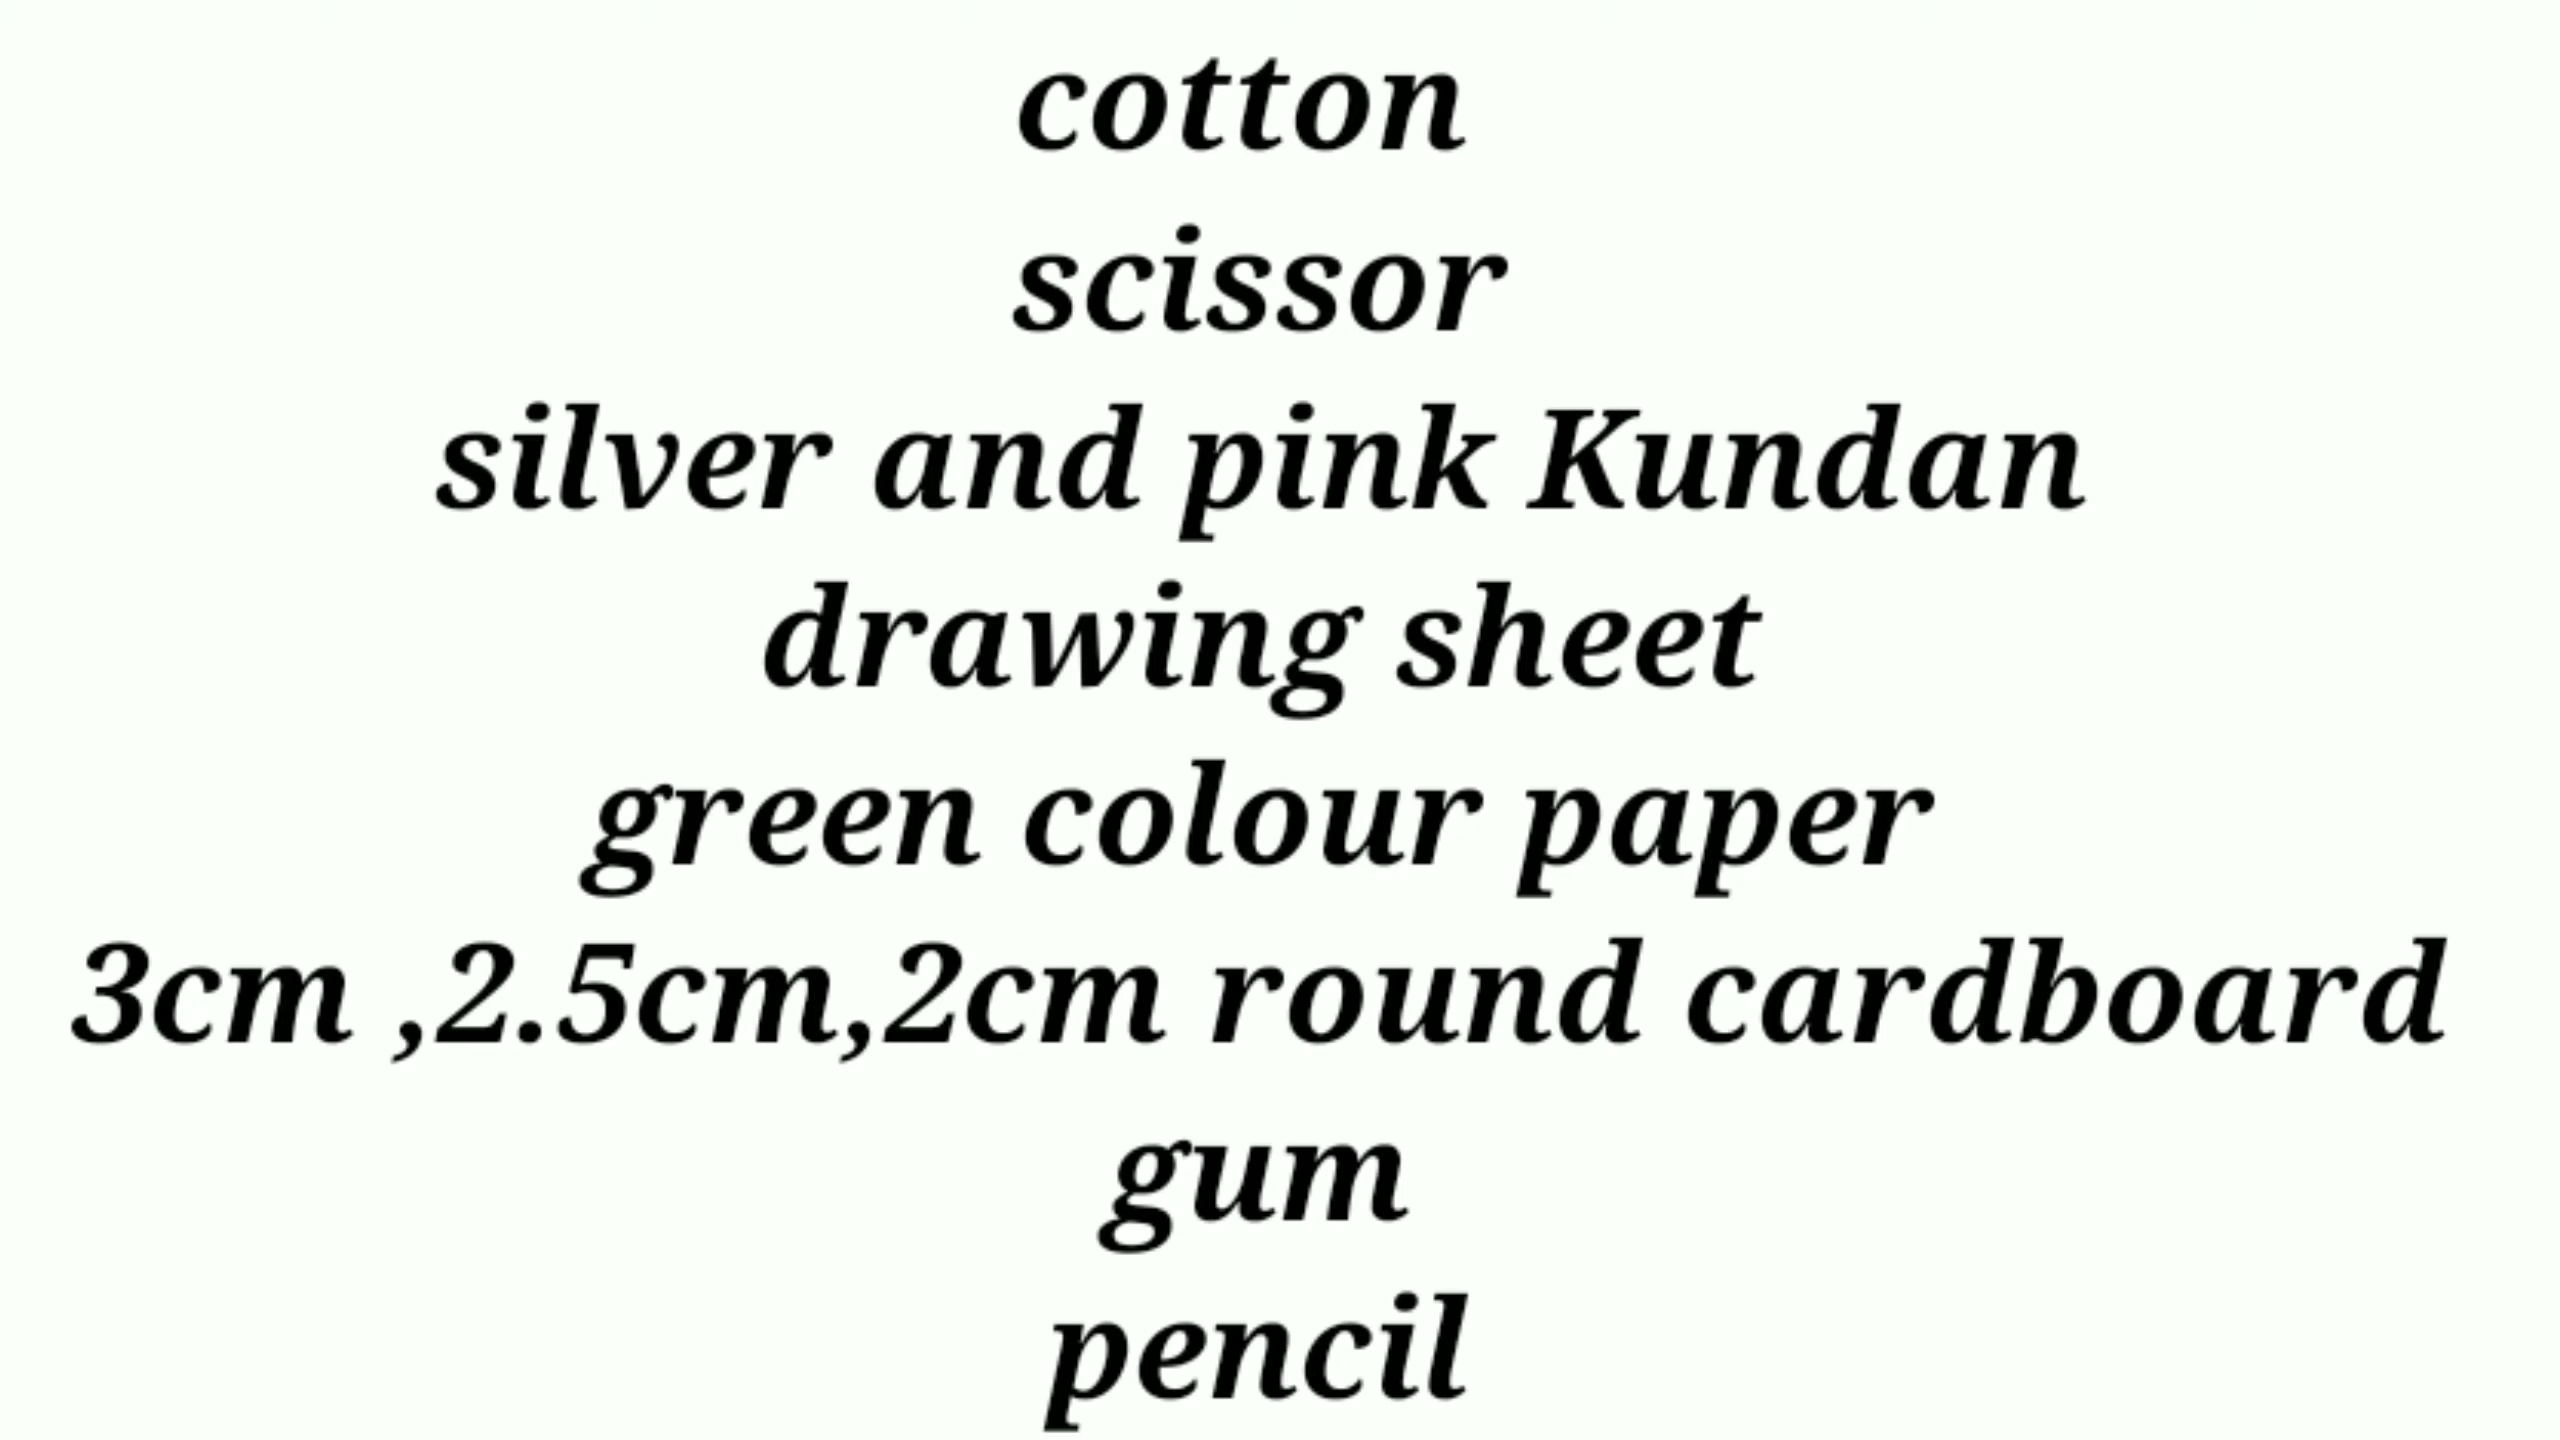 cotton
scissor
silver and pink Kundan
drawing sheet
green colour paper
3cm ,2.5cm,2cm round cardboard
gum
pencil